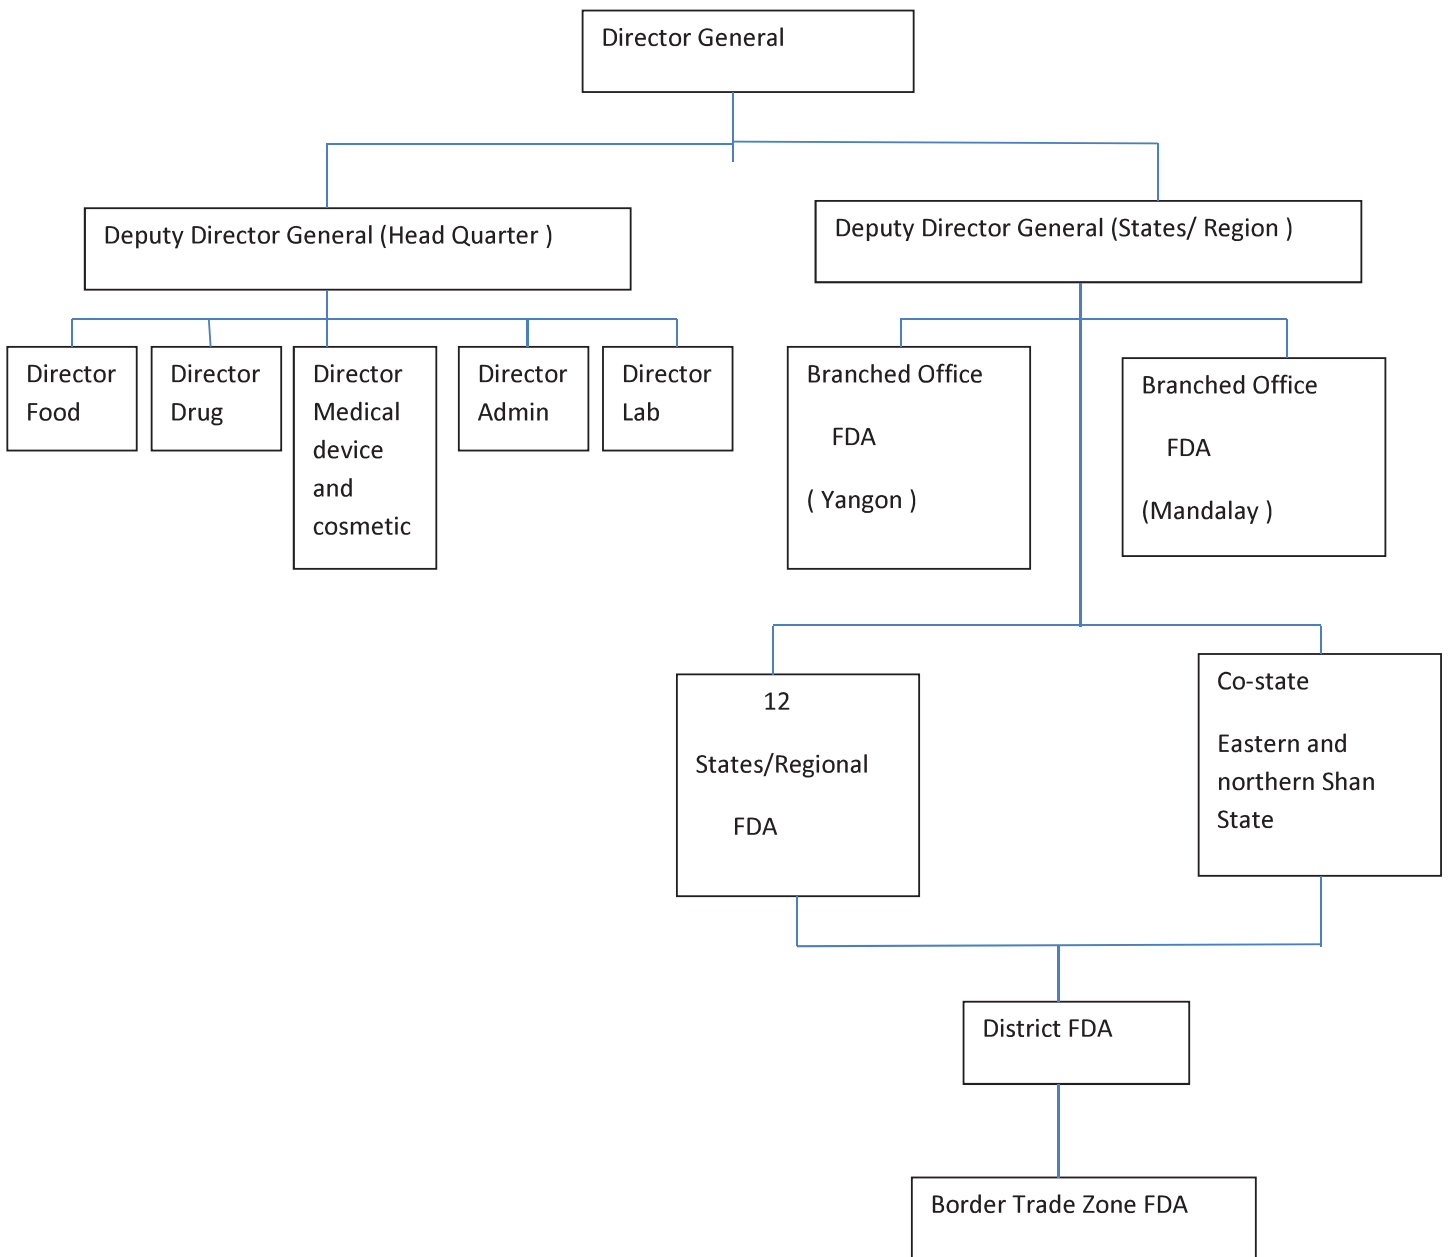 Director General
Deputy Director General (Head Quarter )
Deputy Director General (States/ Region )
Director
Food
Director
Drug
Director
Medical
device
and
cosmetic
Director
Admin
Director
Lab
Branched Office
FDA
( Yangon )
Branched Office
FDA
(Mandalay )
12
States/Regional
FDA
Co-state
Eastern and
northern Shan
State
District FDA
Border Trade Zone FDA